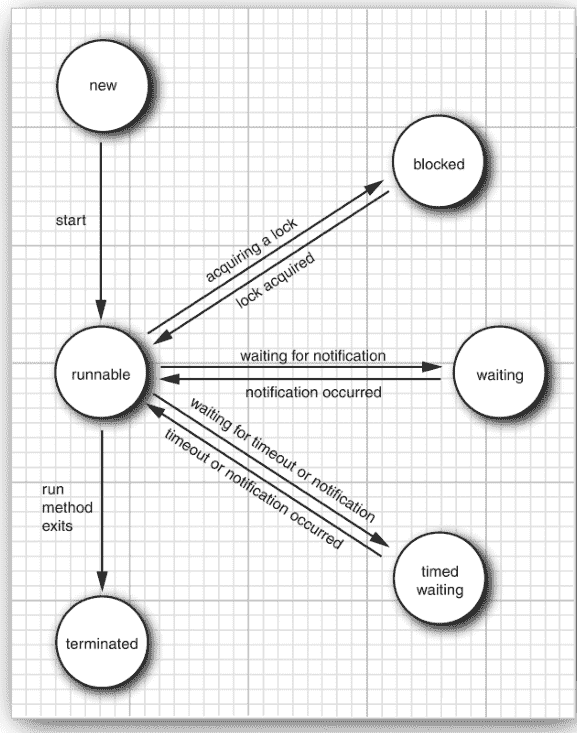 new
blocked
start
acquiring a lock
lock acquired
runnable
waiting for notification
notification occurred
waiting
waiting for timeout or notification
timeout or notification occurred
run
method
exits
timed
waiting
terminated